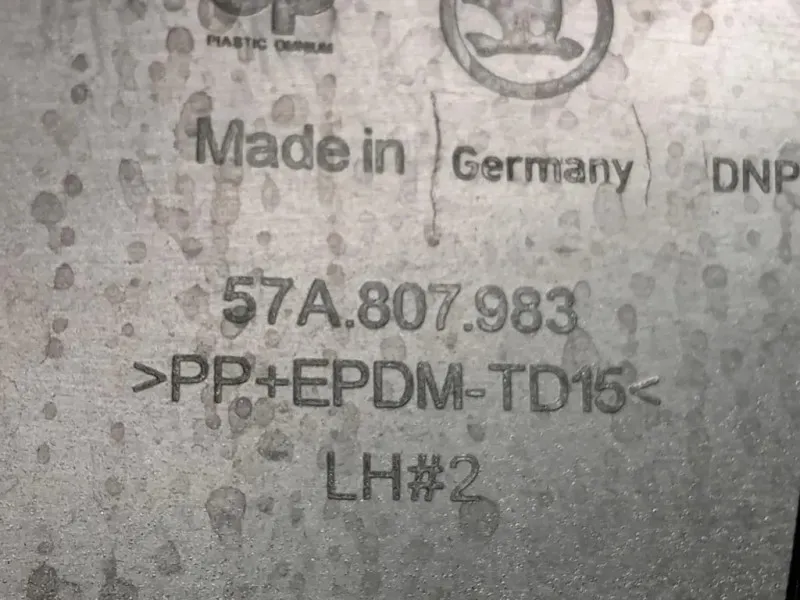 PLASTIC OMNIUM
Made in Germany DNP
57A.807.983
>PP+EPDM-TD15<
LH#2